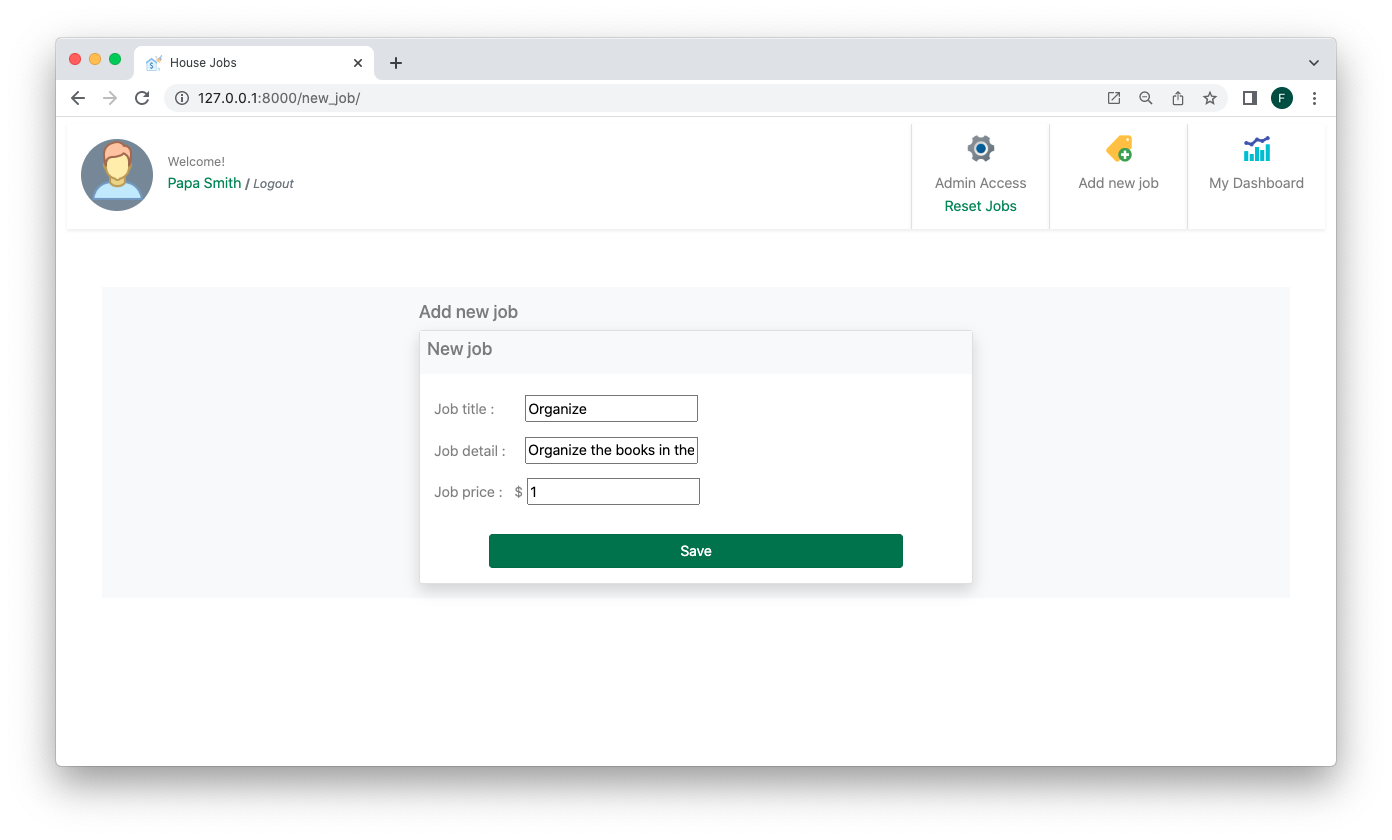 House Jobs
127.0.0.1:8000/new_job/
F
Welcome!
Papa Smith / Logout
Admin Access
Reset Jobs
Add new job
My Dashboard
Add new job
New job
Job title : Organize
Job detail : Organize the books in the
Job price : $ 1
Save